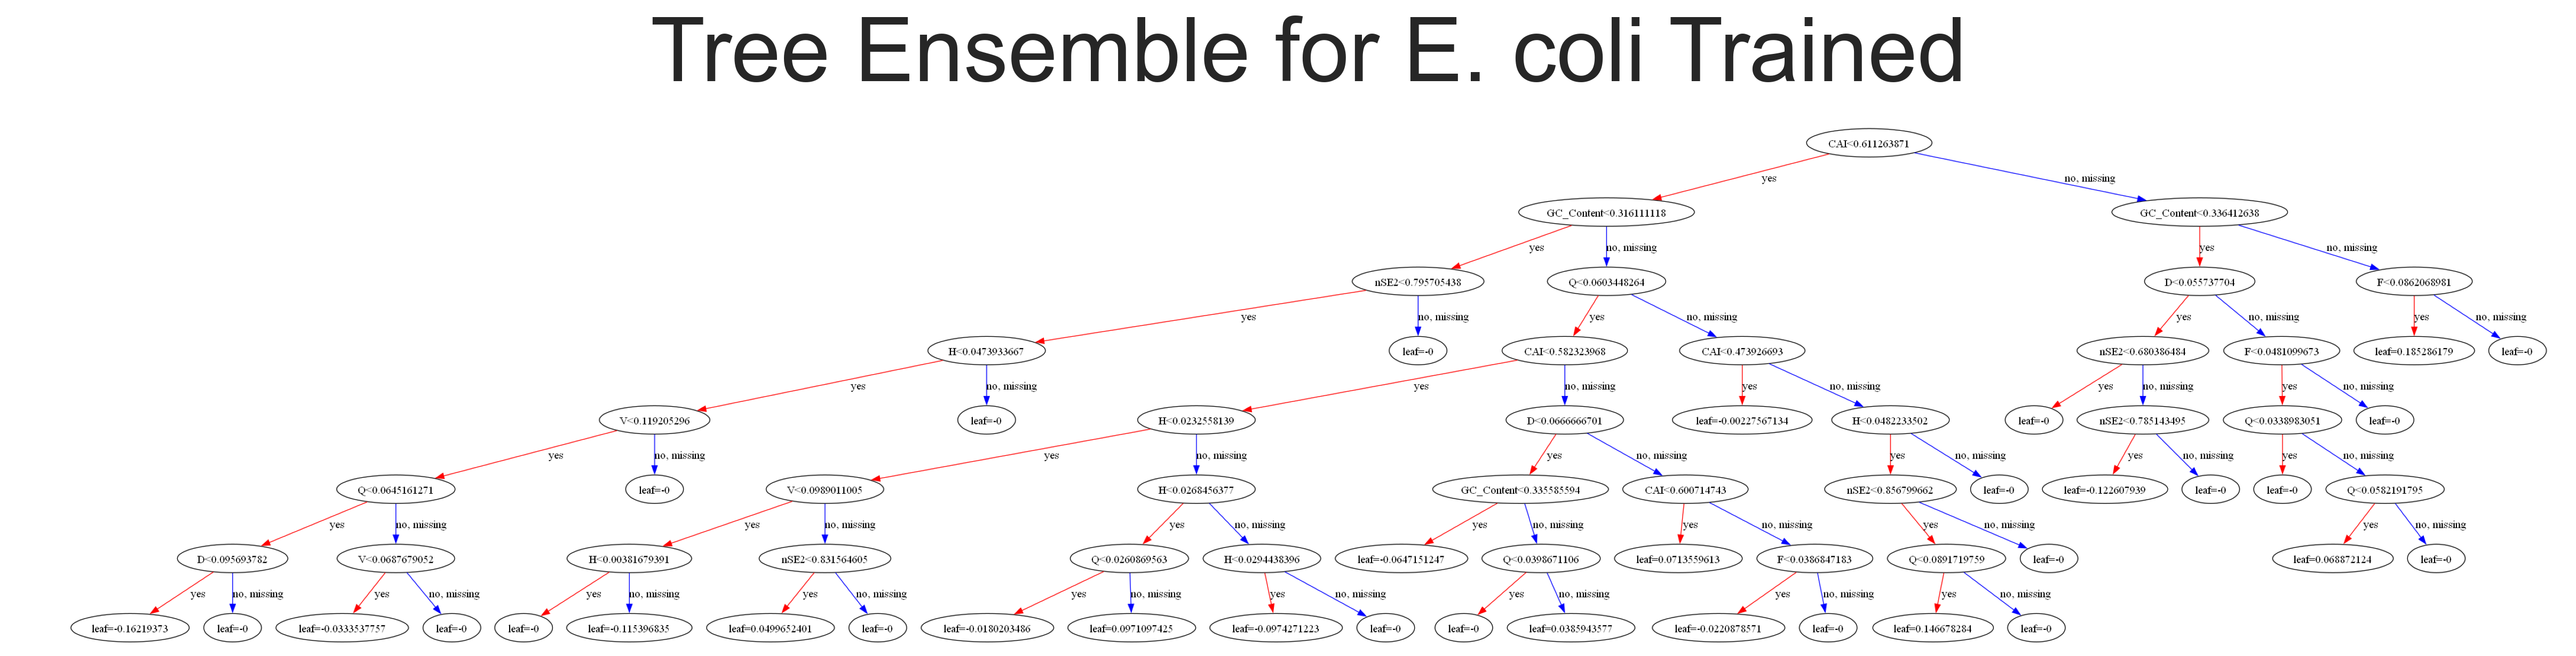 Tree Ensemble for E. coli Trained
CAI<0.611263871
yes
no, missing
GC_Content<0.316111118
GC_Content<0.336412638
yes
no, missing
yes
no, missing
nSE2<0.795705438
Q<0.0603448264
D<0.055737704
F<0.0862068981
yes
no, missing
yes
no, missing
yes
no, missing
yes
no, missing
H<0.0473933667
leaf=-0
CAI<0.582323968
CAI<0.473926693
nSE2<0.680386484
F<0.0481099673
leaf=0.185286179
leaf=-0
yes
no, missing
yes
no, missing
yes
no, missing
yes
no, missing
yes
no, missing
V<0.119205296
leaf=-0
H<0.0232558139
D<0.0666666701
leaf=-0.00227567134
H<0.0482233502
leaf=-0
nSE2<0.785143495
Q<0.0338983051
leaf=-0
yes
no, missing
yes
no, missing
yes
no, missing
yes
no, missing
yes
no, missing
yes
no, missing
Q<0.0645161271
leaf=-0
V<0.0989011005
H<0.0268456377
GC_Content<0.335585594
CAI<0.600714743
nSE2<0.856799662
leaf=-0
leaf=-0.122607939
leaf=-0
leaf=-0
Q<0.0582191795
yes
no, missing
yes
no, missing
yes
no, missing
yes
no, missing
yes
no, missing
yes
no, missing
yes
no, missing
D<0.095693782
V<0.0687679052
H<0.00381679391
nSE2<0.831564605
Q<0.0260869563
H<0.0294438396
leaf=-0.0647151247
Q<0.0398671106
leaf=0.0713559613
F<0.0386847183
Q<0.0891719759
leaf=-0
leaf=0.068872124
leaf=-0
yes
no, missing
yes
no, missing
yes
no, missing
yes
no, missing
yes
no, missing
yes
no, missing
yes
no, missing
yes
no, missing
yes
no, missing
leaf=-0.16219373
leaf=-0
leaf=-0.0333537757
leaf=-0
leaf=-0
leaf=-0.115396835
leaf=0.0499652401
leaf=-0
leaf=-0.0180203486
leaf=0.0971097425
leaf=-0.0974271223
leaf=-0
leaf=-0
leaf=0.0385943577
leaf=-0.0220878571
leaf=-0
leaf=0.146678284
leaf=-0